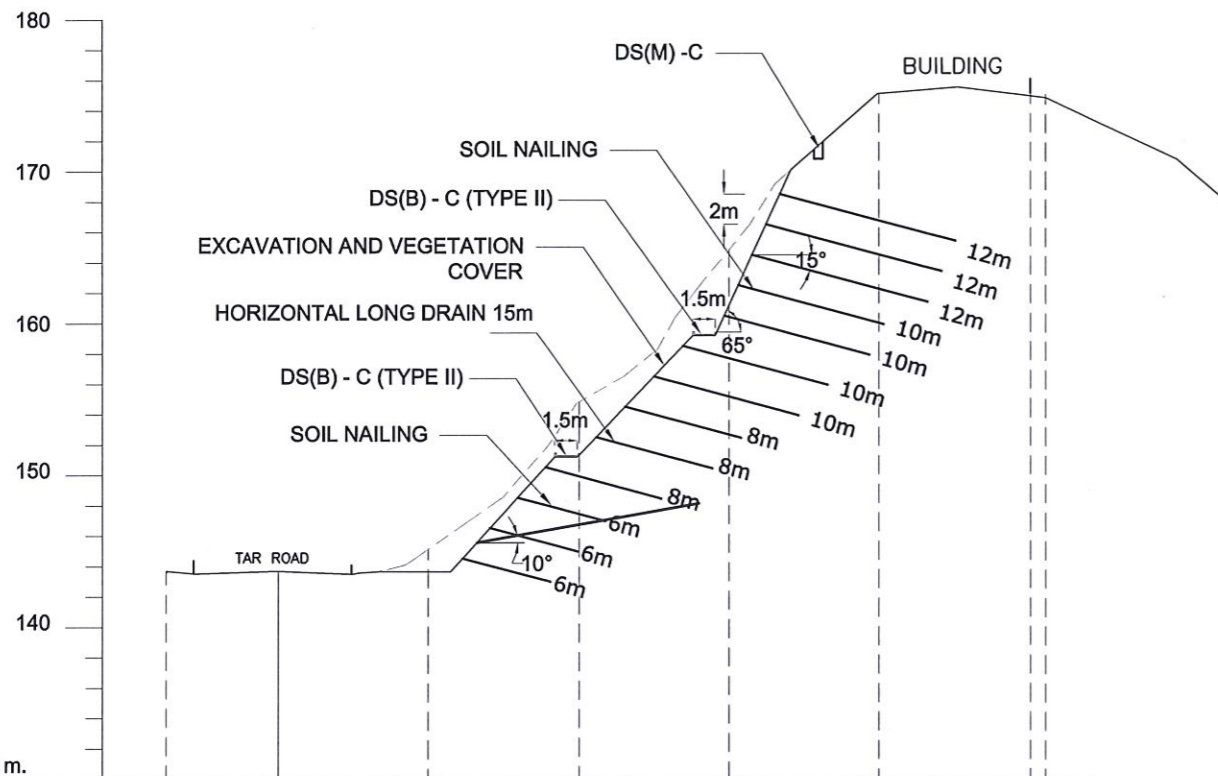 180
DS(M) -C
BUILDING
SOIL NAILING
170
DS(B) - C (TYPE II)
2m
EXCAVATION AND VEGETATION
COVER
12m
15°
12m
1.5m
HORIZONTAL LONG DRAIN 15m
12m
160
10m
65°
10m
DS(B) - C (TYPE II)
10m
10m
1.5m
SOIL NAILING
8m
150
8m
8m
6m
TAR ROAD
6m
10°
6m
140
m.